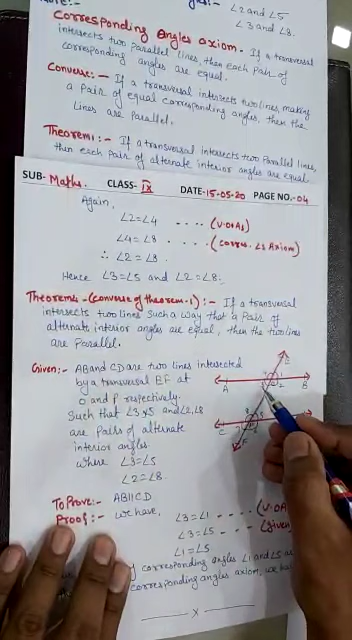 ∠2 and ∠5
∠3 and ∠8.
Corresponding Angles axiom. If a transversal
intersects two parallel lines, then each pair of
corresponding angles are equal.
Converse:- If a transversal intersects two lines, making
a pair of equal corresponding angles, then the
lines are parallel.
Theorem1:- If a transversal intersects two Parallel lines,
then each pair of alternate interior angles are equal
SUB- Maths. CLASS- IX DATE-15-05-20 PAGE NO.-04
Again,
∠2=∠4 .... (V.O.A s)
∠4=∠8 .... (Corres. ∠s Axiom)
∴ ∠2=∠8.
Hence ∠3=∠5 and ∠2=∠8.
Theorem2-(converse of theorem.1):- If a transversal
intersects two lines such a way that a pair of
alternate interior angles are equal, then the two lines
are Parallel.
Given:- AB and CD are two lines intersected
by a transversal EF at
O and P respectively.
Such that ∠3 & 5 and ∠2,∠8
are pairs of alternate
interior angles.
where ∠3=∠5
∠2=∠8.
E
A B
C
F
To Prove:- AB||CD
Proof:- we have,
∠3=∠1 ---- (V.OA
∠3=∠5 ---- (Given
∠1=∠5
corresponding angles ∠1 and ∠5
corresponding angles axiom, we
x